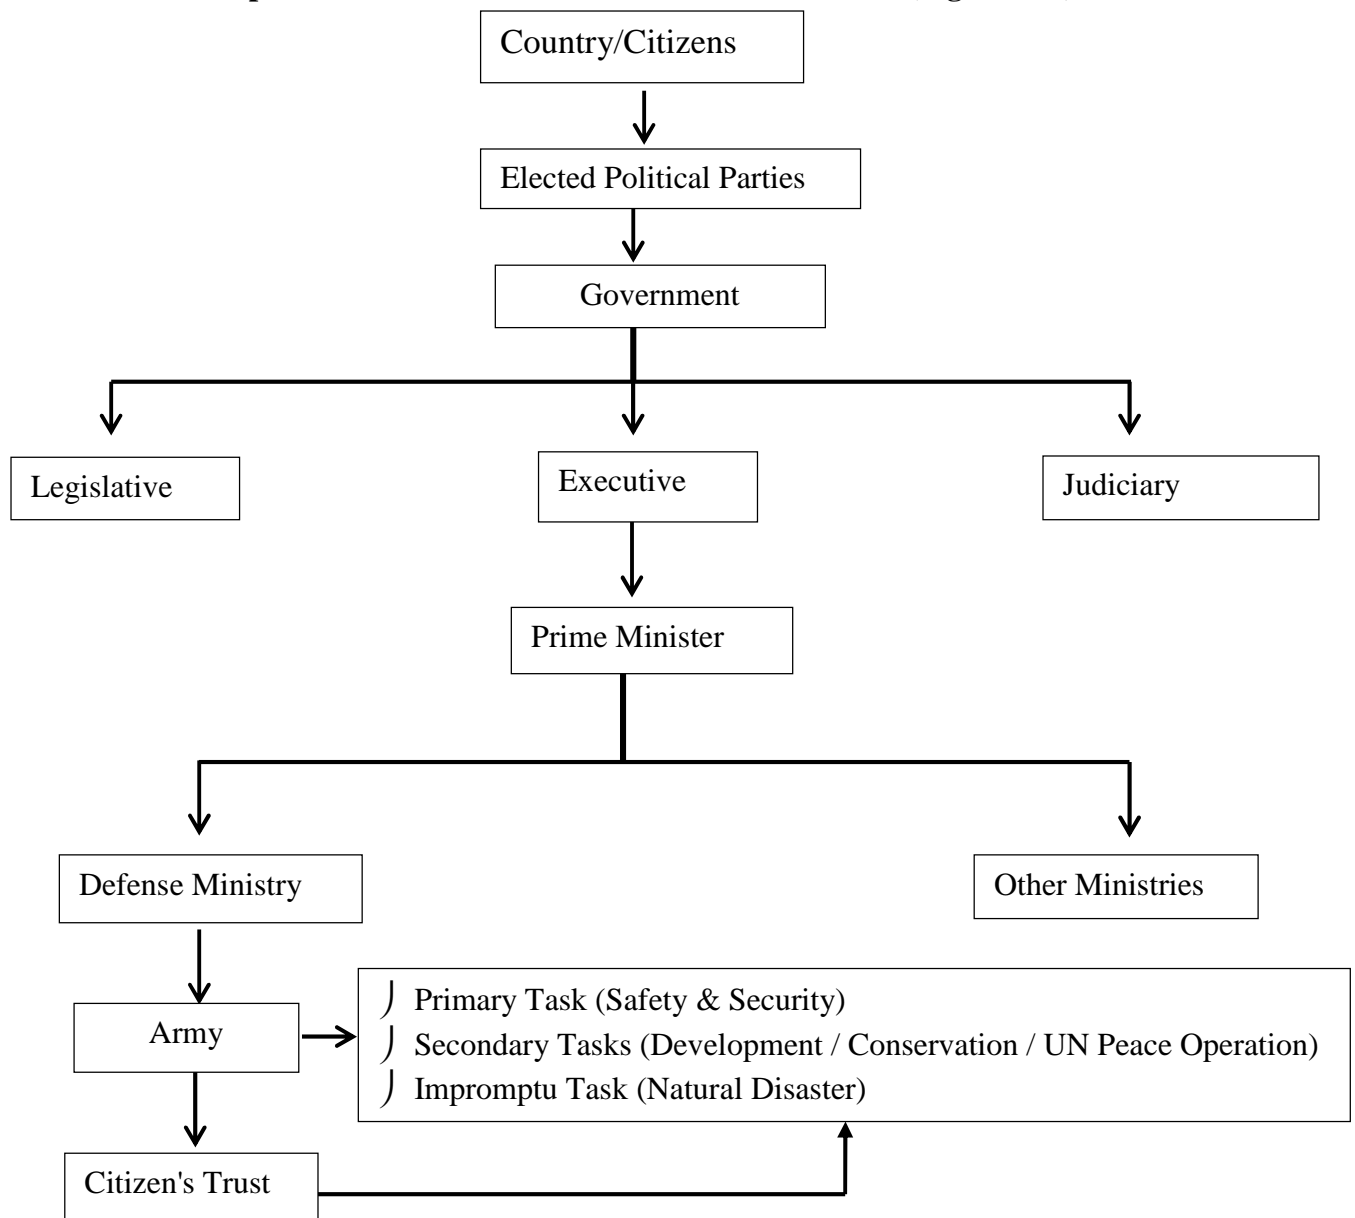 Country/Citizens
Elected Political Parties
Government
Legislative
Executive
Judiciary
Prime Minister
Defense Ministry
Other Ministries
Army
Primary Task (Safety & Security)
Secondary Tasks (Development / Conservation / UN Peace Operation)
Impromptu Task (Natural Disaster)
Citizen's Trust